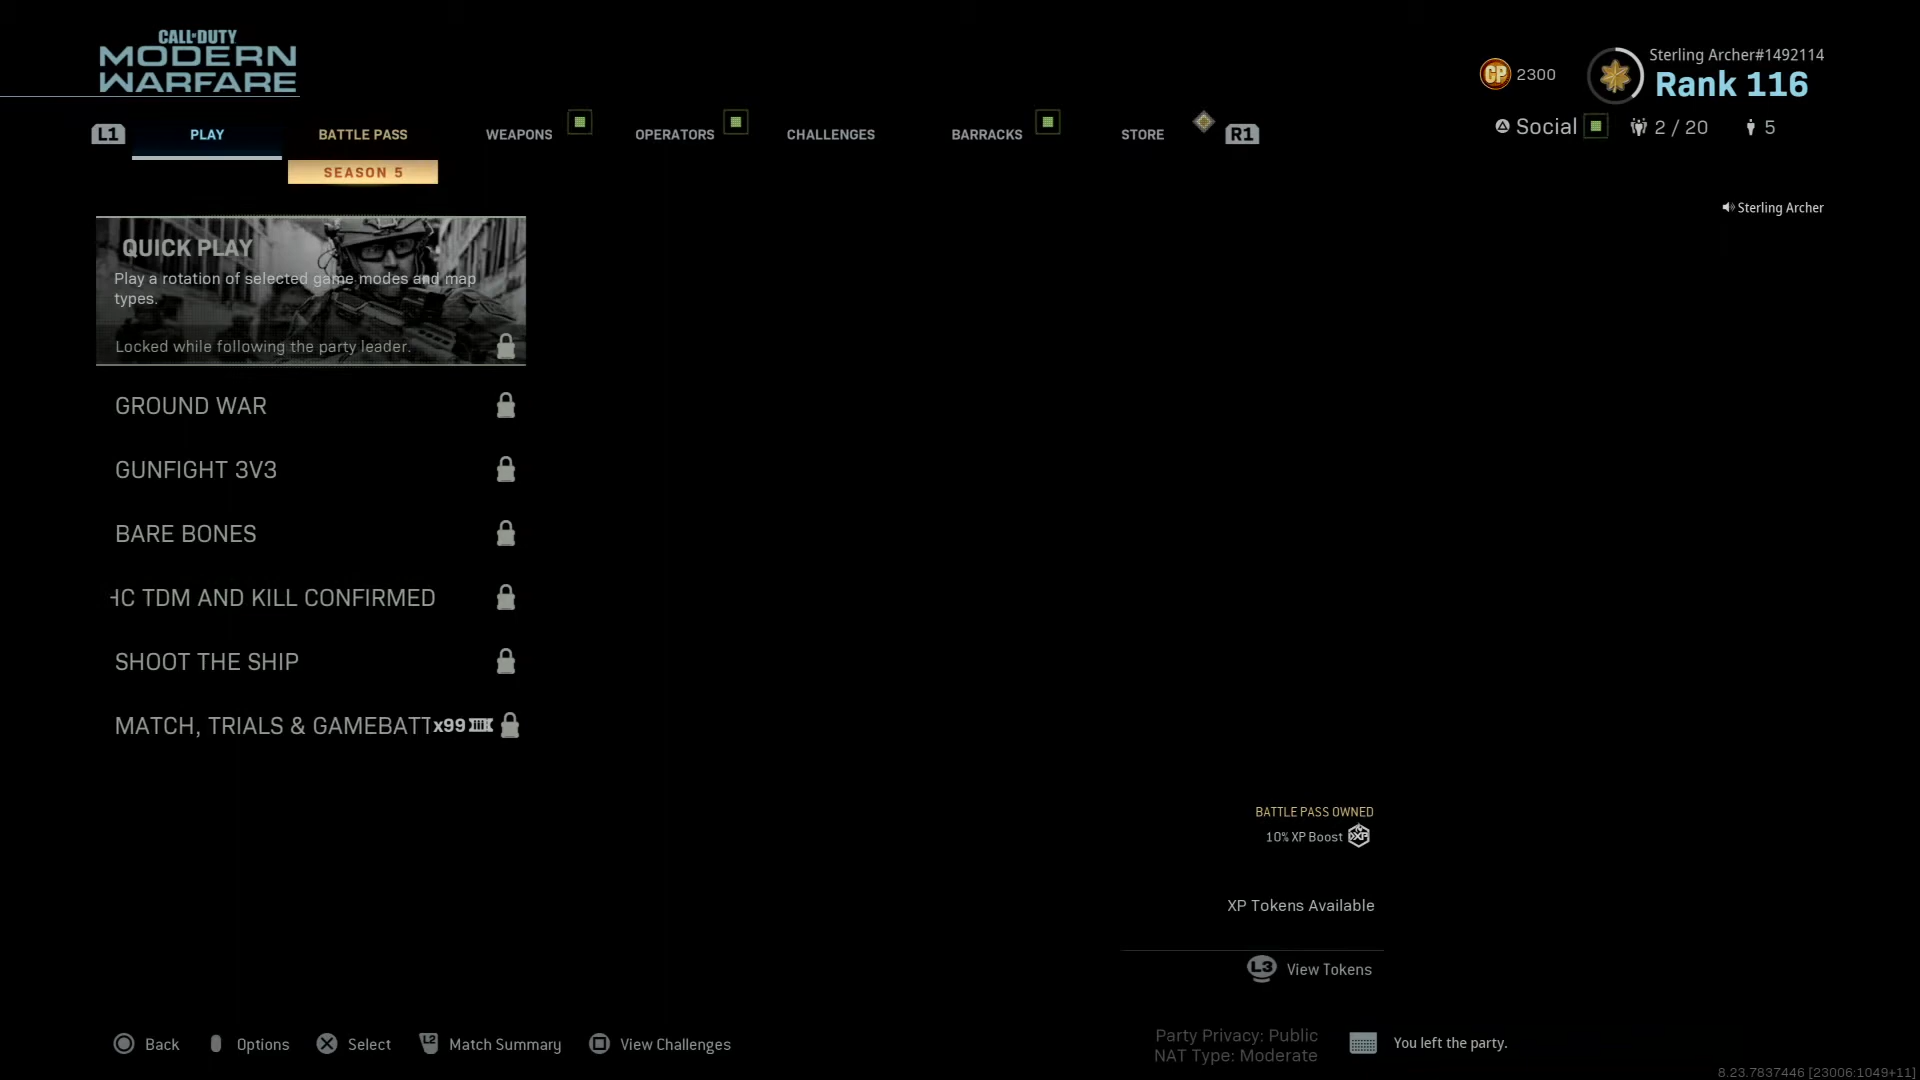 CALL OF DUTY
MODERN
WARFARE
GP 2300
Sterling Archer#1492114
Rank 116
L1 PLAY BATTLE PASS WEAPONS OPERATORS CHALLENGES BARRACKS STORE R1
Social 2 / 20 5
SEASON 5
Sterling Archer
QUICK PLAY
Play a rotation of selected game modes and map
types.
Locked while following the party leader.
GROUND WAR
GUNFIGHT 3V3
BARE BONES
HC TDM AND KILL CONFIRMED
SHOOT THE SHIP
MATCH, TRIALS & GAMEBATT x99
BATTLE PASS OWNED
10% XP Boost
XP Tokens Available
L3 View Tokens
Back Options Select L2 Match Summary View Challenges
Party Privacy: Public
NAT Type: Moderate
You left the party.
8.23.7837446 [23006:1049+11]